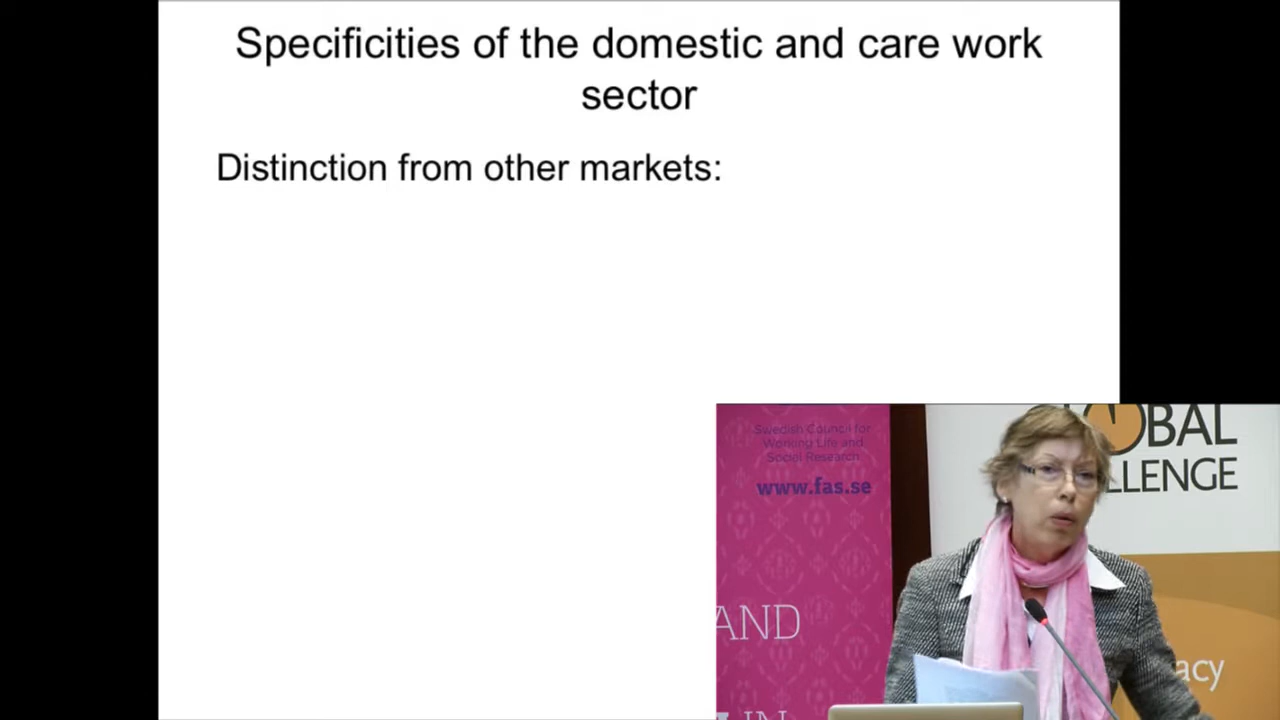 Specificities of the domestic and care work
sector
Distinction from other markets:
Swedish Council for
Working Life and
Social Research
www.fas.se
AND
IN
BAL
LLENGE
acy